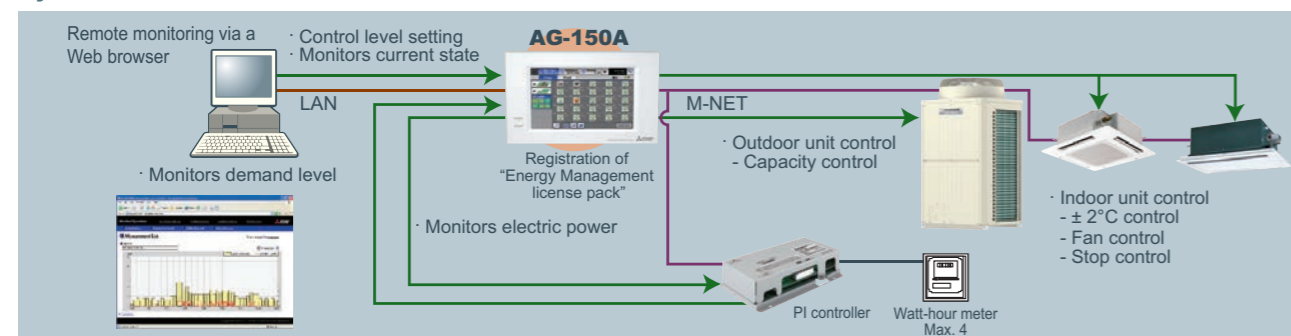 Remote monitoring via a
Web browser
· Control level setting
· Monitors current state
AG-150A
LAN
M-NET
Registration of
“Energy Management
license pack”
· Monitors demand level
· Outdoor unit control
- Capacity control
· Indoor unit control
- ± 2°C control
- Fan control
- Stop control
· Monitors electric power
PI controller
Watt-hour meter
Max. 4